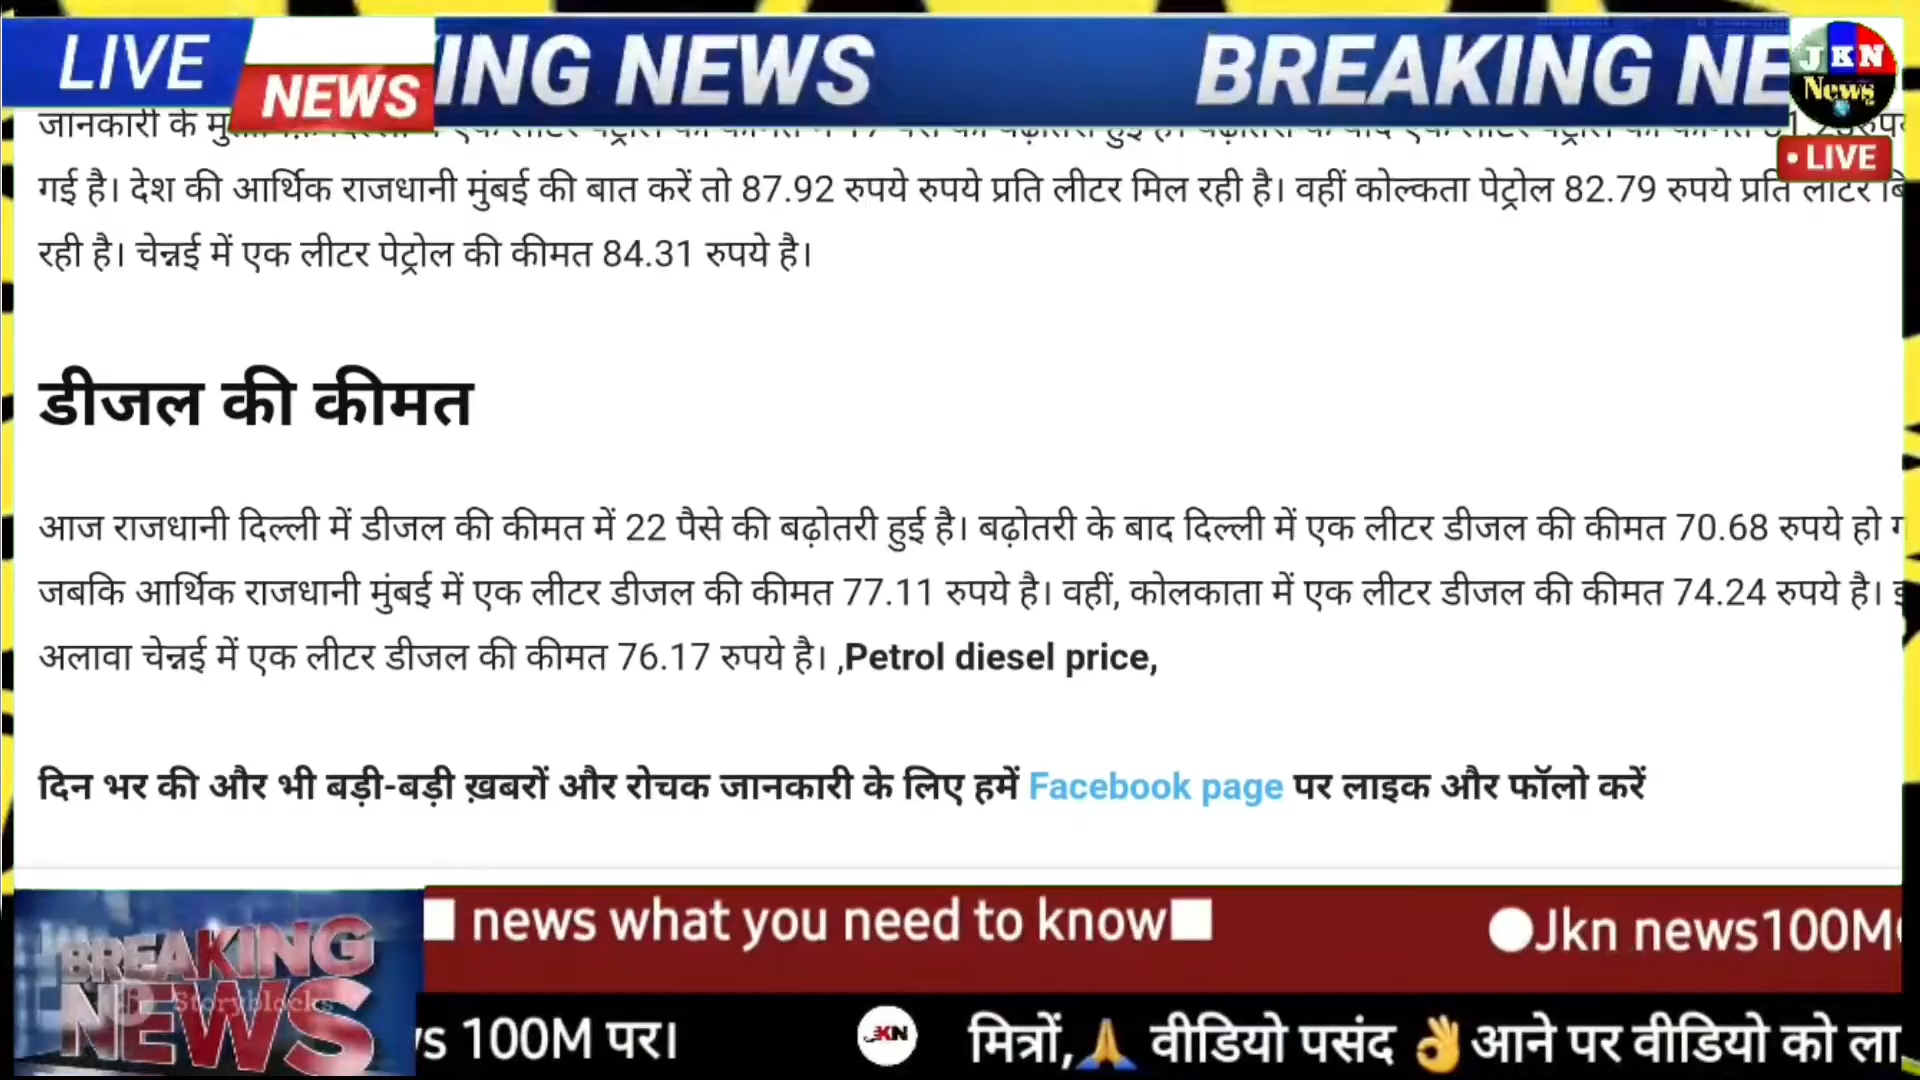 LIVE
NEWS
ING NEWS
BREAKING NE
JKN
News
• LIVE
जानकारी के
गई है। देश की आर्थिक राजधानी मुंबई की बात करें तो 87.92 रुपये रुपये प्रति लीटर मिल रही है। वहीं कोल्कता पेट्रोल 82.79 रुपये प्रति लीटर
रही है। चेन्नई में एक लीटर पेट्रोल की कीमत 84.31 रुपये है।
डीजल की कीमत
आज राजधानी दिल्ली में डीजल की कीमत में 22 पैसे की बढ़ोतरी हुई है। बढ़ोतरी के बाद दिल्ली में एक लीटर डीजल की कीमत 70.68 रुपये हो
जबकि आर्थिक राजधानी मुंबई में एक लीटर डीजल की कीमत 77.11 रुपये है। वहीं, कोलकाता में एक लीटर डीजल की कीमत 74.24 रुपये है।
अलावा चेन्नई में एक लीटर डीजल की कीमत 76.17 रुपये है। ,Petrol diesel price,
दिन भर की और भी बड़ी-बड़ी ख़बरों और रोचक जानकारी के लिए हमें Facebook page पर लाइक और फॉलो करें
BREAKING
NEWS
Storyblocks
■ news what you need to know■
●Jkn news100M
s 100M पर।
JKN
मित्रों,🙏 वीडियो पसंद 👌आने पर वीडियो को ला